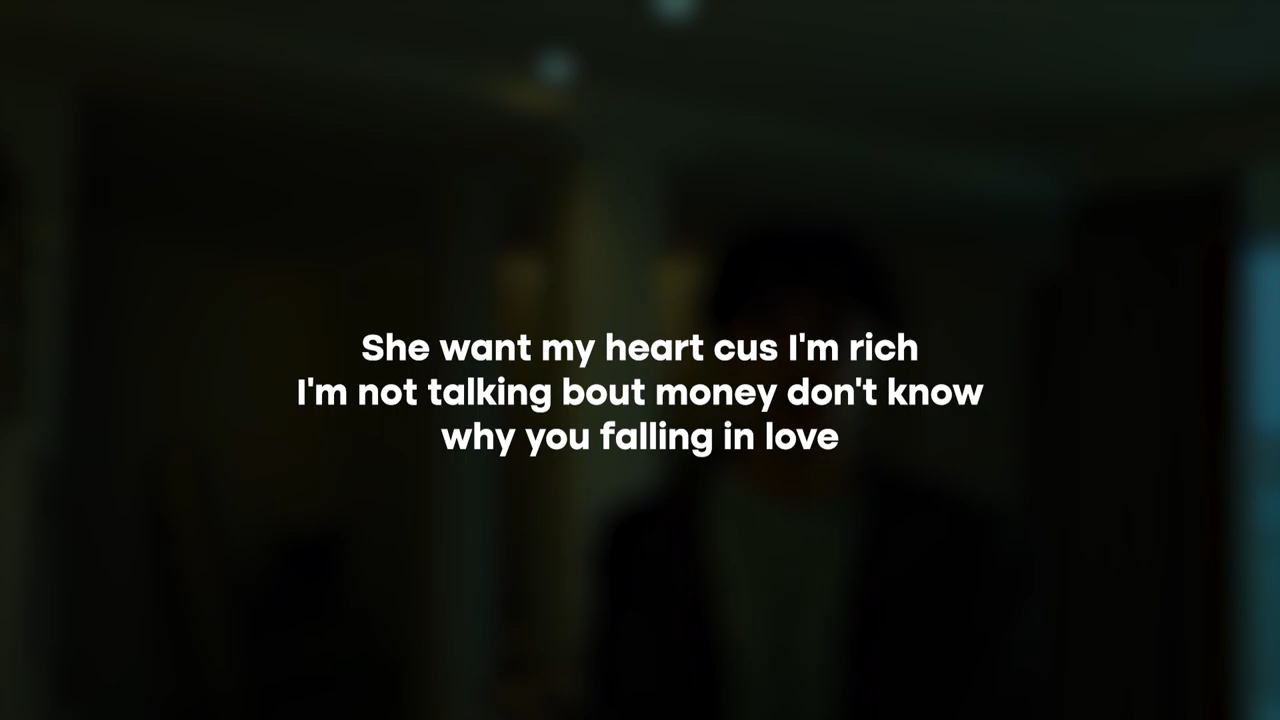 She want my heart cus I'm rich
I'm not talking bout money don't know
why you falling in love